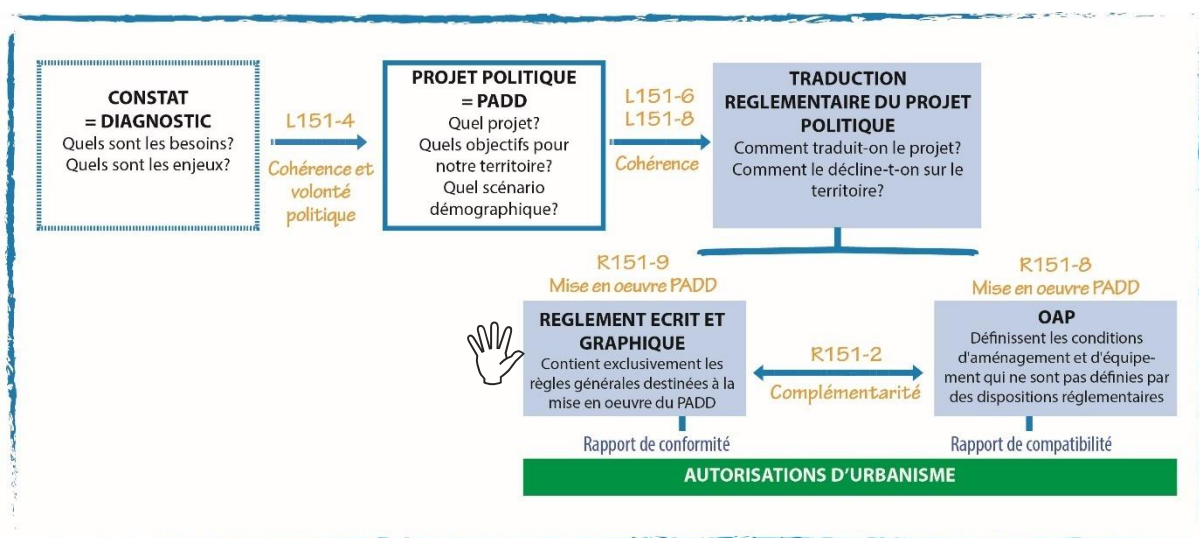 CONSTAT
= DIAGNOSTIC
Quels sont les besoins?
Quels sont les enjeux?
L151-4
Cohérence et
volonté
politique
PROJET POLITIQUE
= PADD
Quel projet?
Quels objectifs pour
notre territoire?
Quel scénario
démographique?
L151-6
L151-8
Cohérence
TRADUCTION
REGLEMENTAIRE DU PROJET
POLITIQUE
Comment traduit-on le projet?
Comment le décline-t-on sur le
territoire?
R151-9
Mise en oeuvre PADD
REGLEMENT ECRIT ET
GRAPHIQUE
Contient exclusivement les
règles générales destinées à la
mise en oeuvre du PADD
R151-2
Complémentarité
R151-8
Mise en oeuvre PADD
OAP
Définissent les conditions
d'aménagement et d'équipe-
ment qui ne sont pas définies par
des dispositions réglementaires
Rapport de conformité
Rapport de compatibilité
AUTORISATIONS D'URBANISME